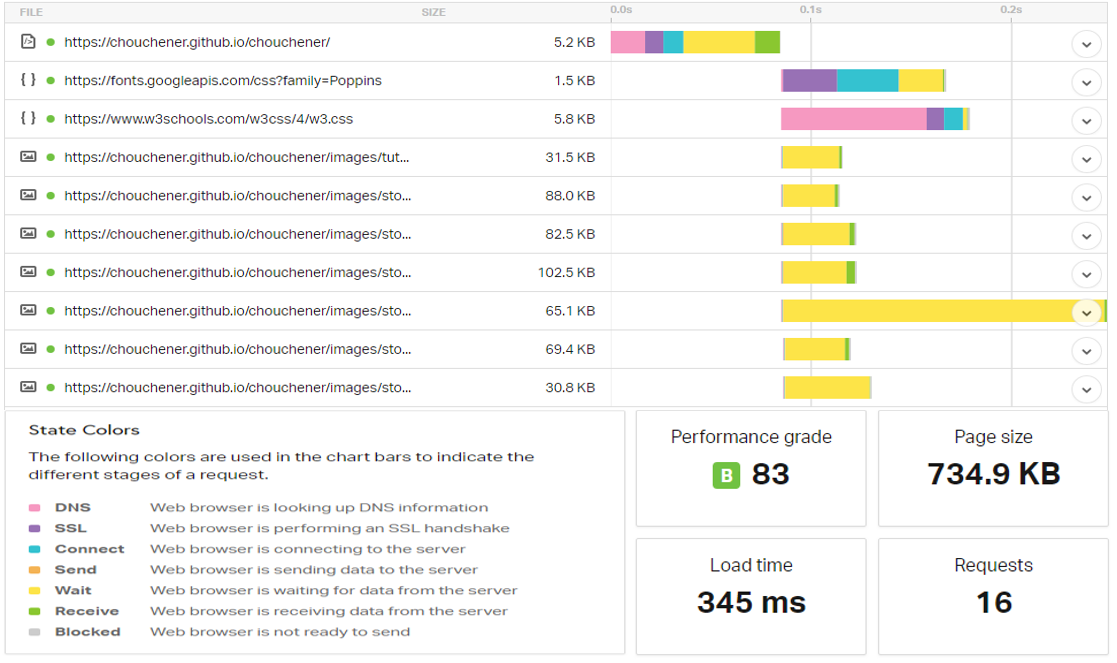 FILE SIZE 0.0s 0.1s 0.2s
https://chouchener.github.io/chouchener/ 5.2 KB
{ } https://fonts.googleapis.com/css?family=Poppins 1.5 KB
{ } https://www.w3schools.com/w3css/4/w3.css 5.8 KB
https://chouchener.github.io/chouchener/images/tut... 31.5 KB
https://chouchener.github.io/chouchener/images/sto... 88.0 KB
https://chouchener.github.io/chouchener/images/sto... 82.5 KB
https://chouchener.github.io/chouchener/images/sto... 102.5 KB
https://chouchener.github.io/chouchener/images/sto... 65.1 KB
https://chouchener.github.io/chouchener/images/sto... 69.4 KB
https://chouchener.github.io/chouchener/images/sto... 30.8 KB
State Colors
The following colors are used in the chart bars to indicate the
different stages of a request.
DNS Web browser is looking up DNS information
SSL Web browser is performing an SSL handshake
Connect Web browser is connecting to the server
Send Web browser is sending data to the server
Wait Web browser is waiting for data from the server
Receive Web browser is receiving data from the server
Blocked Web browser is not ready to send
Performance grade
B 83
Page size
734.9 KB
Load time
345 ms
Requests
16